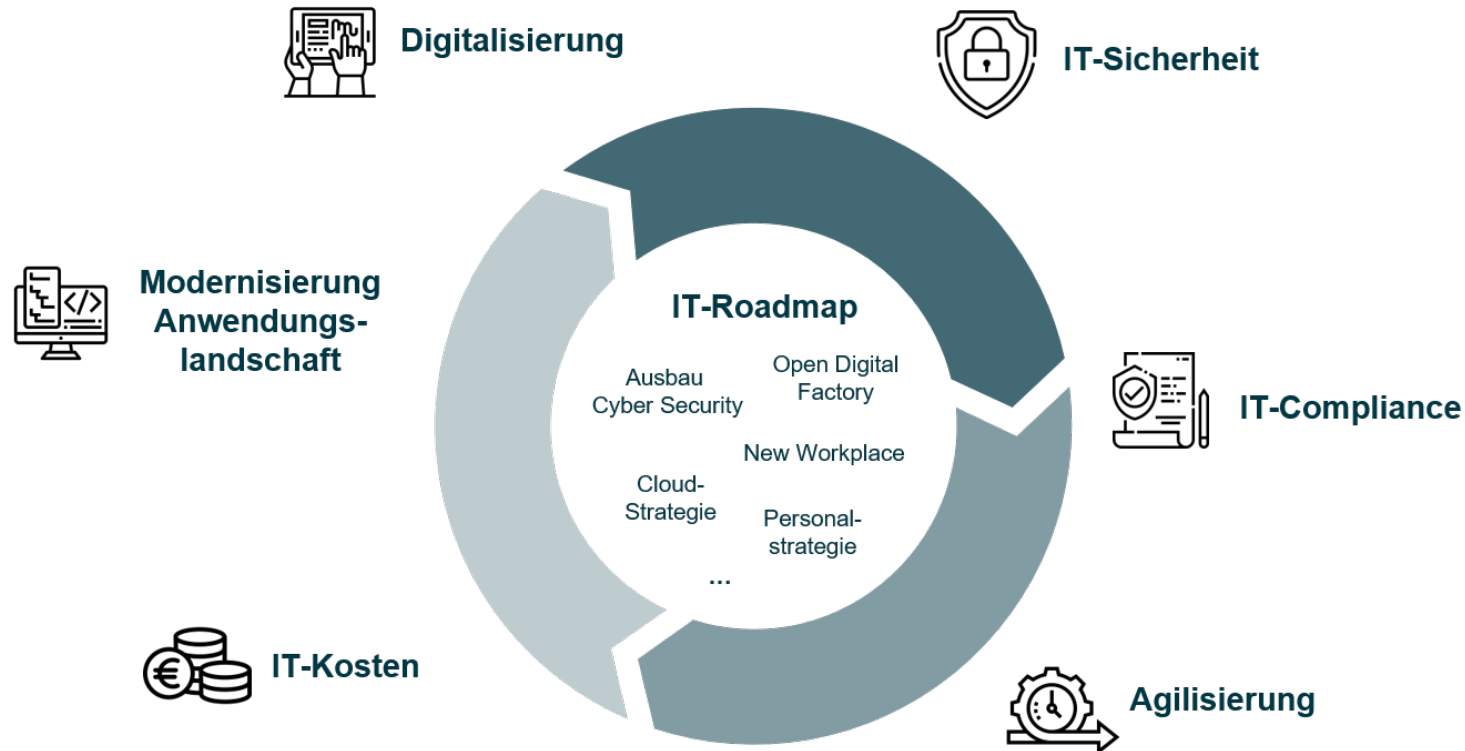 Digitalisierung
IT-Sicherheit
Modernisierung
Anwendungs-
landschaft
</>
IT-Roadmap
Ausbau
Cyber Security
Open Digital
Factory
New Workplace
Cloud-
Strategie
Personal-
strategie
...
IT-Compliance
€
IT-Kosten
Agilisierung